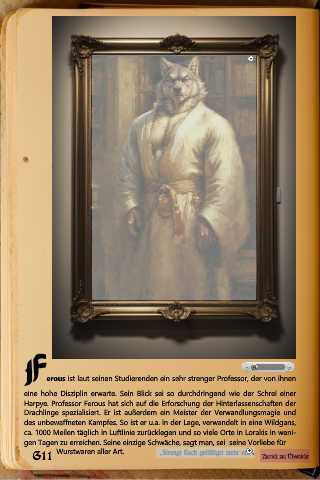 Ferous ist laut seinen Studierenden ein sehr strenger Professor, der von ihnen
eine hohe Disziplin erwarte. Sein Blick sei so durchdringend wie der Schrei einer
Harpye. Professor Ferous hat sich auf die Erforschung der Hinterlassenschaften der
Drachlinge spezialisiert. Er ist außerdem ein Meister der Verwandlungsmagie und
des unbewaffneten Kampfes. So ist er u.a. in der Lage, verwandelt in eine Wildgans,
ca. 1000 Meilen täglich in Luftlinie zurücklegen und so viele Orte in Lorakis in weni-
gen Tagen zu erreichen. Seine einzige Schwäche, sagt man, sei seine Vorliebe für
Wurstwaren aller Art.
G11
Zurück zur Übersicht